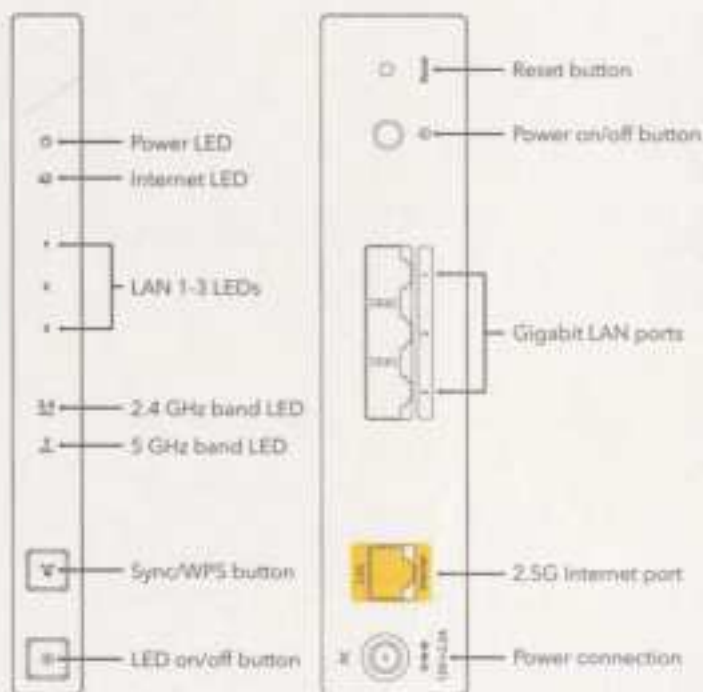 Power LED
Internet LED
LAN 1-3 LEDs
2.4 GHz band LED
5 GHz band LED
Sync/WPS button
LED on/off button
Reset button
Power on/off button
Gigabit LAN ports
2.5G Internet port
Power connection